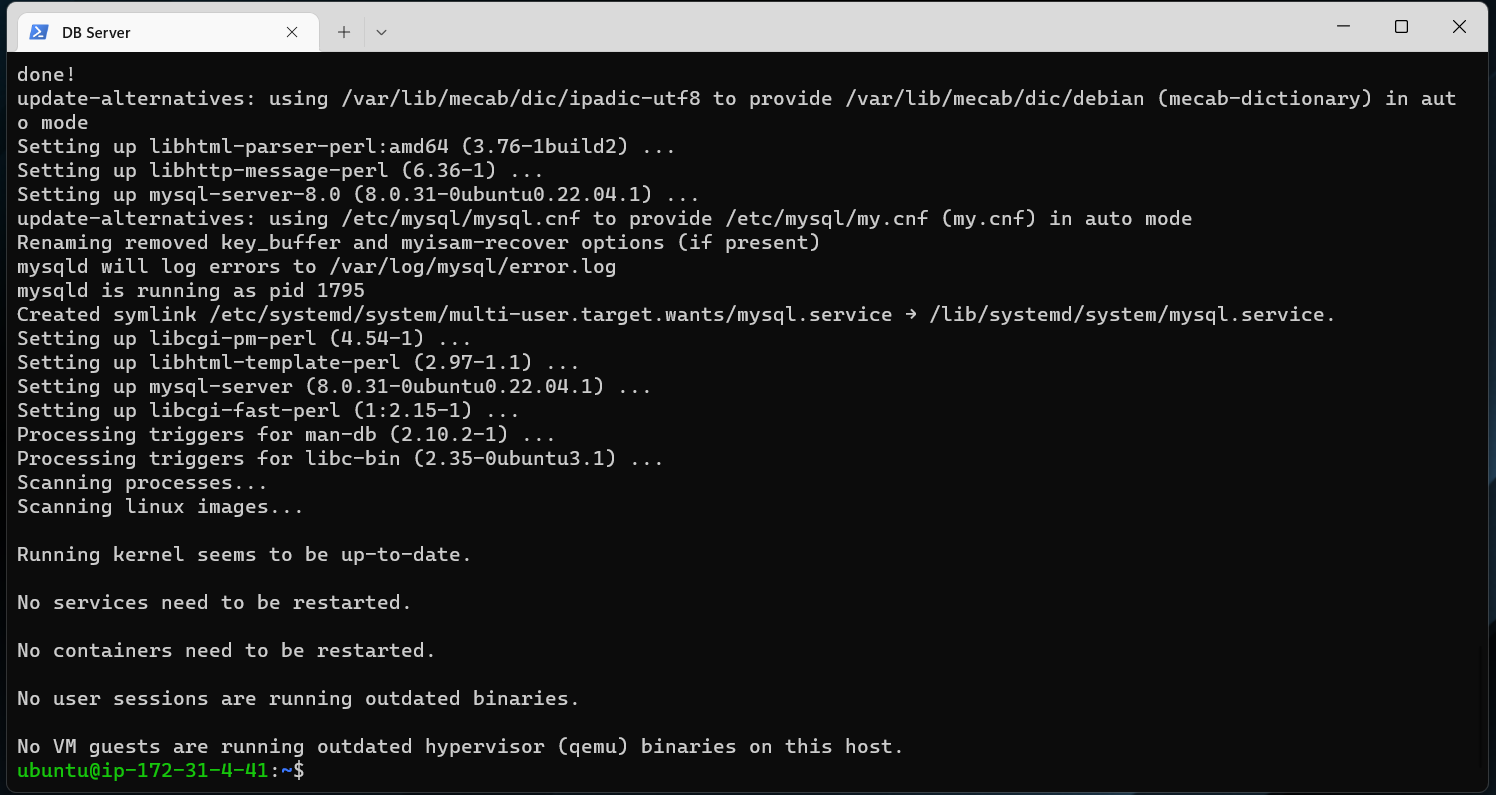 DB Server
done!
update-alternatives: using /var/lib/mecab/dic/ipadic-utf8 to provide /var/lib/mecab/dic/debian (mecab-dictionary) in aut
o mode
Setting up libhtml-parser-perl:amd64 (3.76-1build2) ...
Setting up libhttp-message-perl (6.36-1) ...
Setting up mysql-server-8.0 (8.0.31-0ubuntu0.22.04.1) ...
update-alternatives: using /etc/mysql/mysql.cnf to provide /etc/mysql/my.cnf (my.cnf) in auto mode
Renaming removed key_buffer and myisam-recover options (if present)
mysqld will log errors to /var/log/mysql/error.log
mysqld is running as pid 1795
Created symlink /etc/systemd/system/multi-user.target.wants/mysql.service → /lib/systemd/system/mysql.service.
Setting up libcgi-pm-perl (4.54-1) ...
Setting up libhtml-template-perl (2.97-1.1) ...
Setting up mysql-server (8.0.31-0ubuntu0.22.04.1) ...
Setting up libcgi-fast-perl (1:2.15-1) ...
Processing triggers for man-db (2.10.2-1) ...
Processing triggers for libc-bin (2.35-0ubuntu3.1) ...
Scanning processes...
Scanning linux images...
Running kernel seems to be up-to-date.
No services need to be restarted.
No containers need to be restarted.
No user sessions are running outdated binaries.
No VM guests are running outdated hypervisor (qemu) binaries on this host.
ubuntu@ip-172-31-4-41:~$